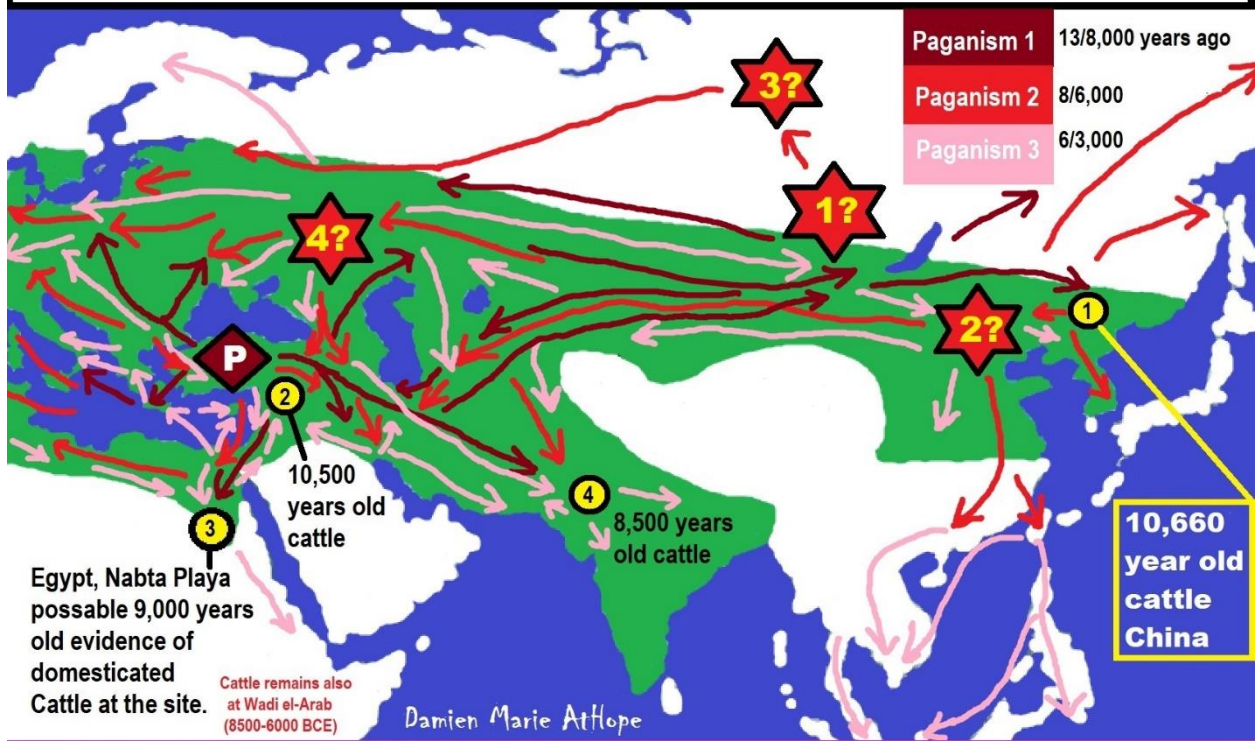 Paganism 1 13/8,000 years ago
Paganism 2 8/6,000
Paganism 3 6/3,000
3?
1?
4?
2?
1
P
2
10,500
years old
cattle
4
8,500 years
old cattle
3
Egypt, Nabta Playa
possable 9,000 years
old evidence of
domesticated
Cattle at the site.
Cattle remains also
at Wadi el-Arab
(8500-6000 BCE)
10,660
year old
cattle
China
Damien Marie AtHope